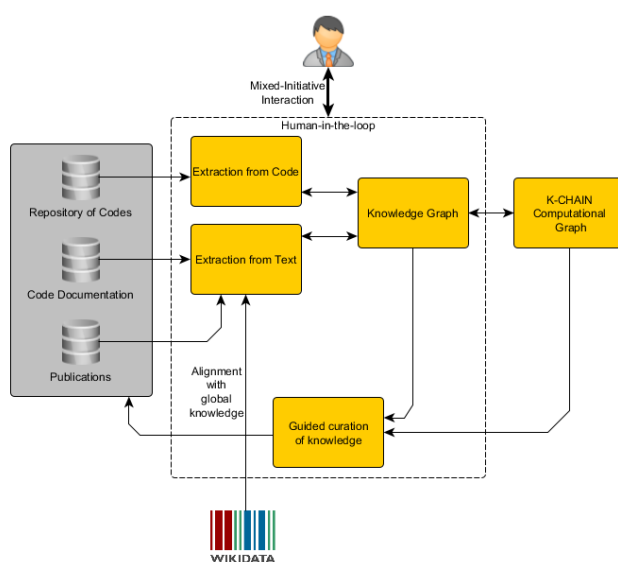 Mixed-Initiative
Interaction
Human-in-the-loop
Extraction from Code
Repository of Codes
Knowledge Graph
K-CHAIN
Computational
Graph
Extraction from Text
Code Documentation
Publications
Alignment
with
global
knowledge
Guided curation
of knowledge
WIKIDATA